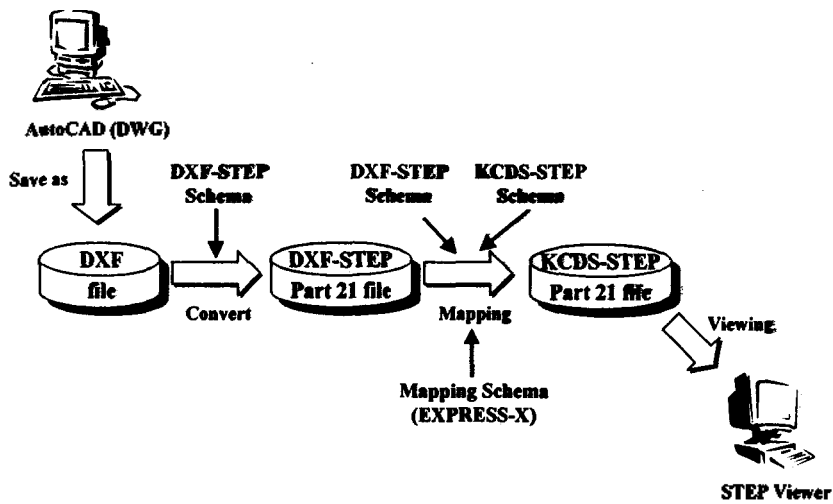 AutoCAD (DWG)
Save as
DXF-STEP
Schema
DXF-STEP
Schema
KCDS-STEP
Schema
DXF
file
DXF-STEP
Part 21 file
KCDS-STEP
Part 21 file
Convert
Mapping
Viewing
Mapping Schema
(EXPRESS-X)
STEP Viewer